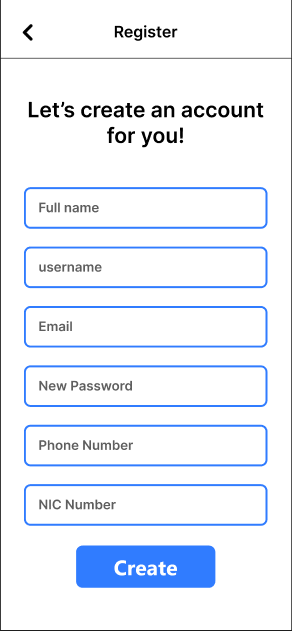 Register
Let's create an account
for you!
Full name
username
Email
New Password
Phone Number
NIC Number
Create